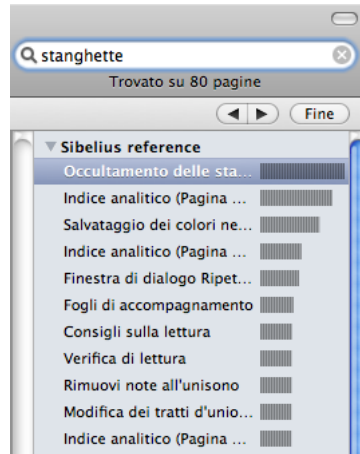 stanghette
Trovato su 80 pagine
Fine
Sibelius reference
Occultamento delle sta...
Indice analitico (Pagina ...
Salvataggio dei colori ne...
Indice analitico (Pagina ...
Finestra di dialogo Ripet...
Fogli di accompagnamento
Consigli sulla lettura
Verifica di lettura
Rimuovi note all'unisono
Modifica dei tratti d'unio...
Indice analitico (Pagina ...